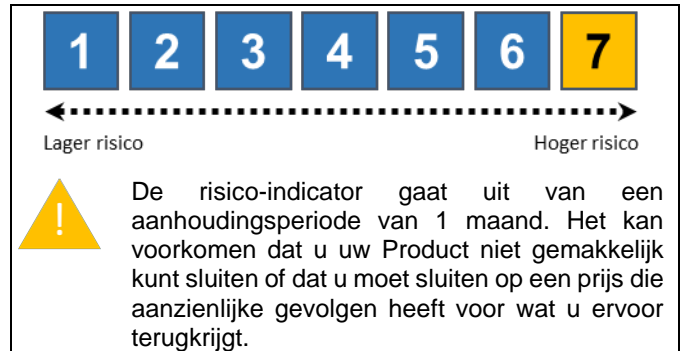 1 2 3 4 5 6 7
Lager risico Hoger risico
!
De risico-indicator gaat uit van een
aanhoudingsperiode van 1 maand. Het kan
voorkomen dat u uw Product niet gemakkelijk
kunt sluiten of dat u moet sluiten op een prijs die
aanzienlijke gevolgen heeft voor wat u ervoor
terugkrijgt.